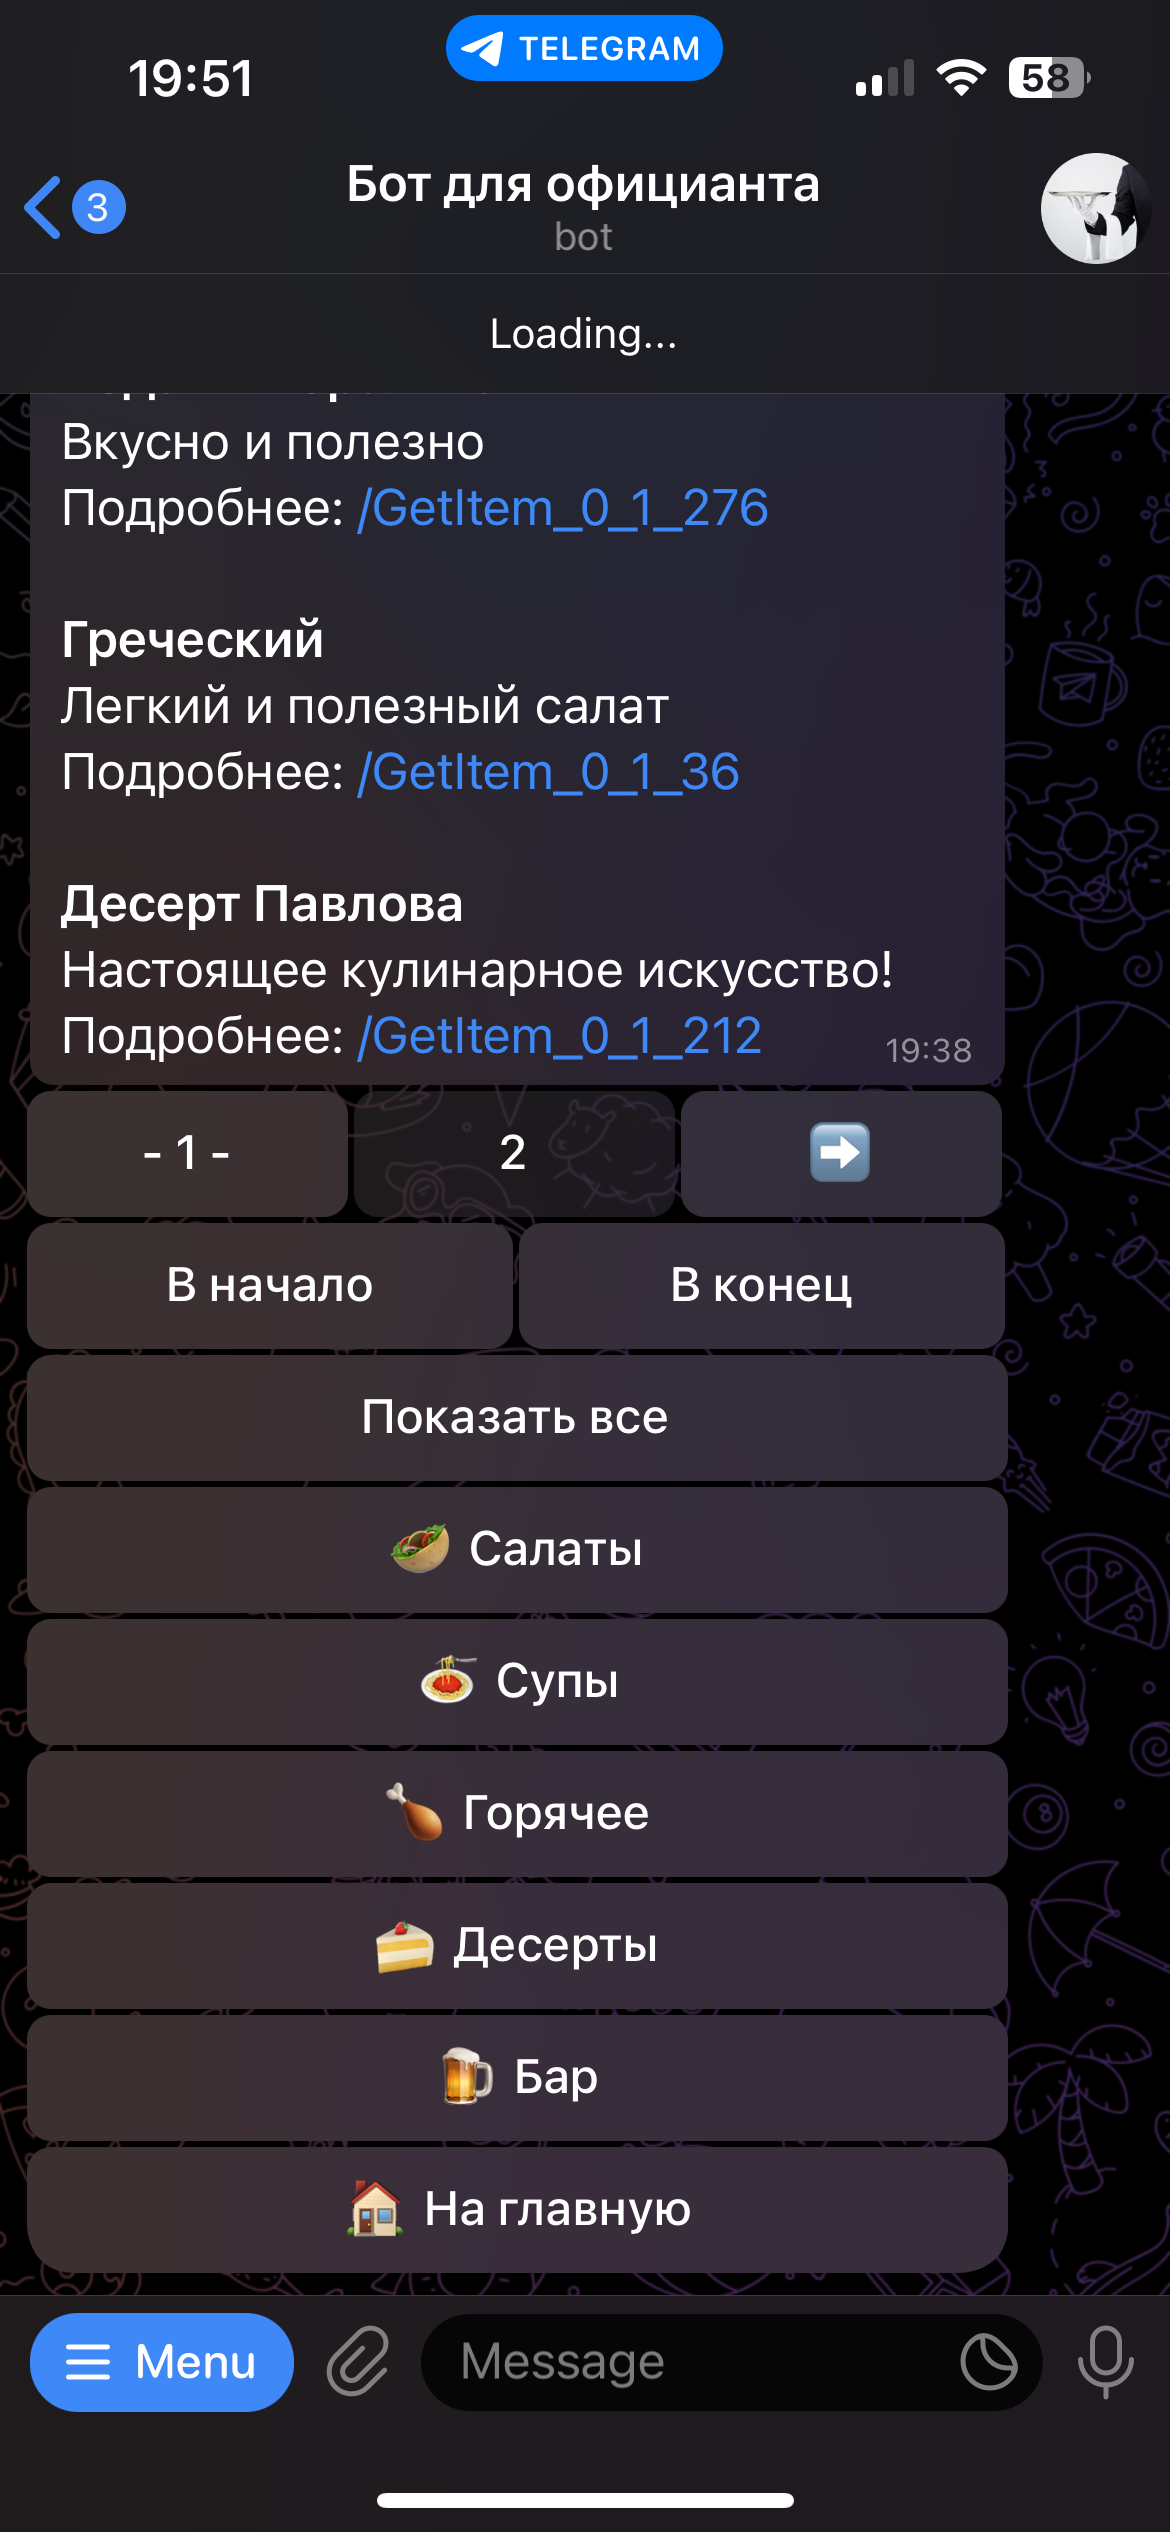 TELEGRAM
19:51
58
3
Бот для официанта
bot
Loading...
Вкусно и полезно
Подробнее: /GetItem_0_1_276
Греческий
Легкий и полезный салат
Подробнее: /GetItem_0_1_36
Десерт Павлова
Настоящее кулинарное искусство!
Подробнее: /GetItem_0_1_212
19:38
- 1 -
2
В начало
В конец
Показать все
Салаты
Супы
Горячее
Десерты
Бар
На главную
Menu
Message